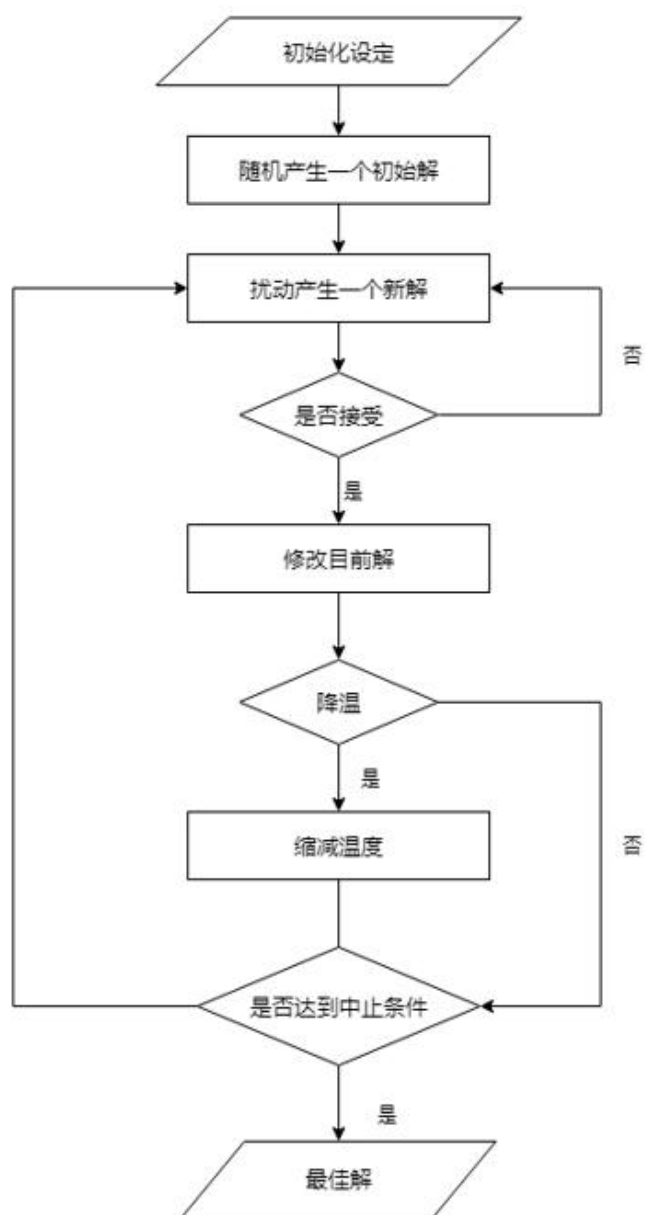 初始化设定
随机产生一个初始解
扰动产生一个新解
否
是否接受
是
修改目前解
降温
是
缩减温度
否
是否达到中止条件
是
最佳解